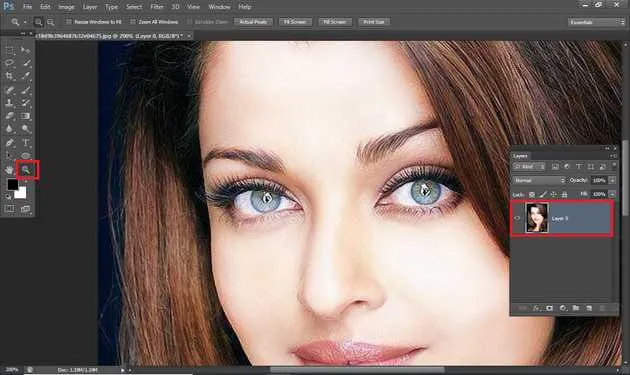 Ps File Edit Image Layer Type Select Filter 3D View Window Help
Resize Windows to Fit Zoom All Windows Scrubby Zoom Actual Pixels Fit Screen Fill Screen Print Size Essentials
.jpg @ 200% (Layer 0, RGB/8*) * ×
Layers
Kind
Normal Opacity: 100%
Lock: Fill: 100%
Layer 0
200% Doc: 1.19M/1.19M